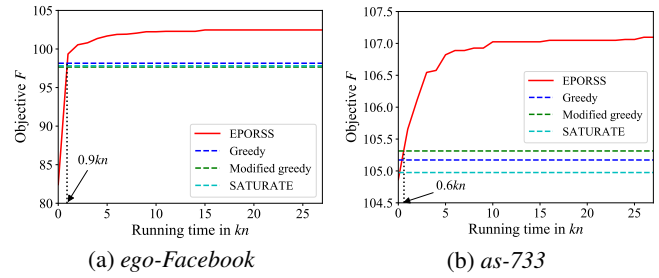 105
100
95
90
85
80
Objective F
EPORSS
Greedy
Modified greedy
SATURATE
0.9kn
0
5
10
15
20
25
Running time in kn
(a) ego-Facebook
107.5
107.0
106.5
106.0
105.5
105.0
104.5
Objective F
EPORSS
Greedy
Modified greedy
SATURATE
0.6kn
0
5
10
15
20
25
Running time in kn
(b) as-733